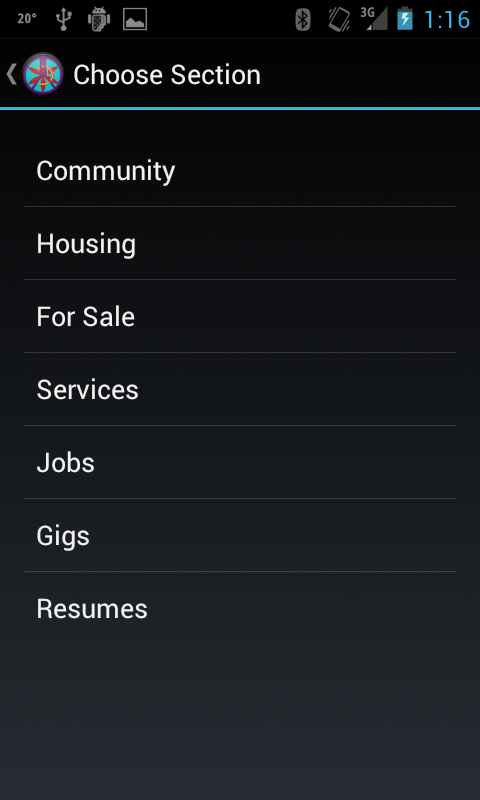 20° 3G 1:16
Choose Section
Community
Housing
For Sale
Services
Jobs
Gigs
Resumes